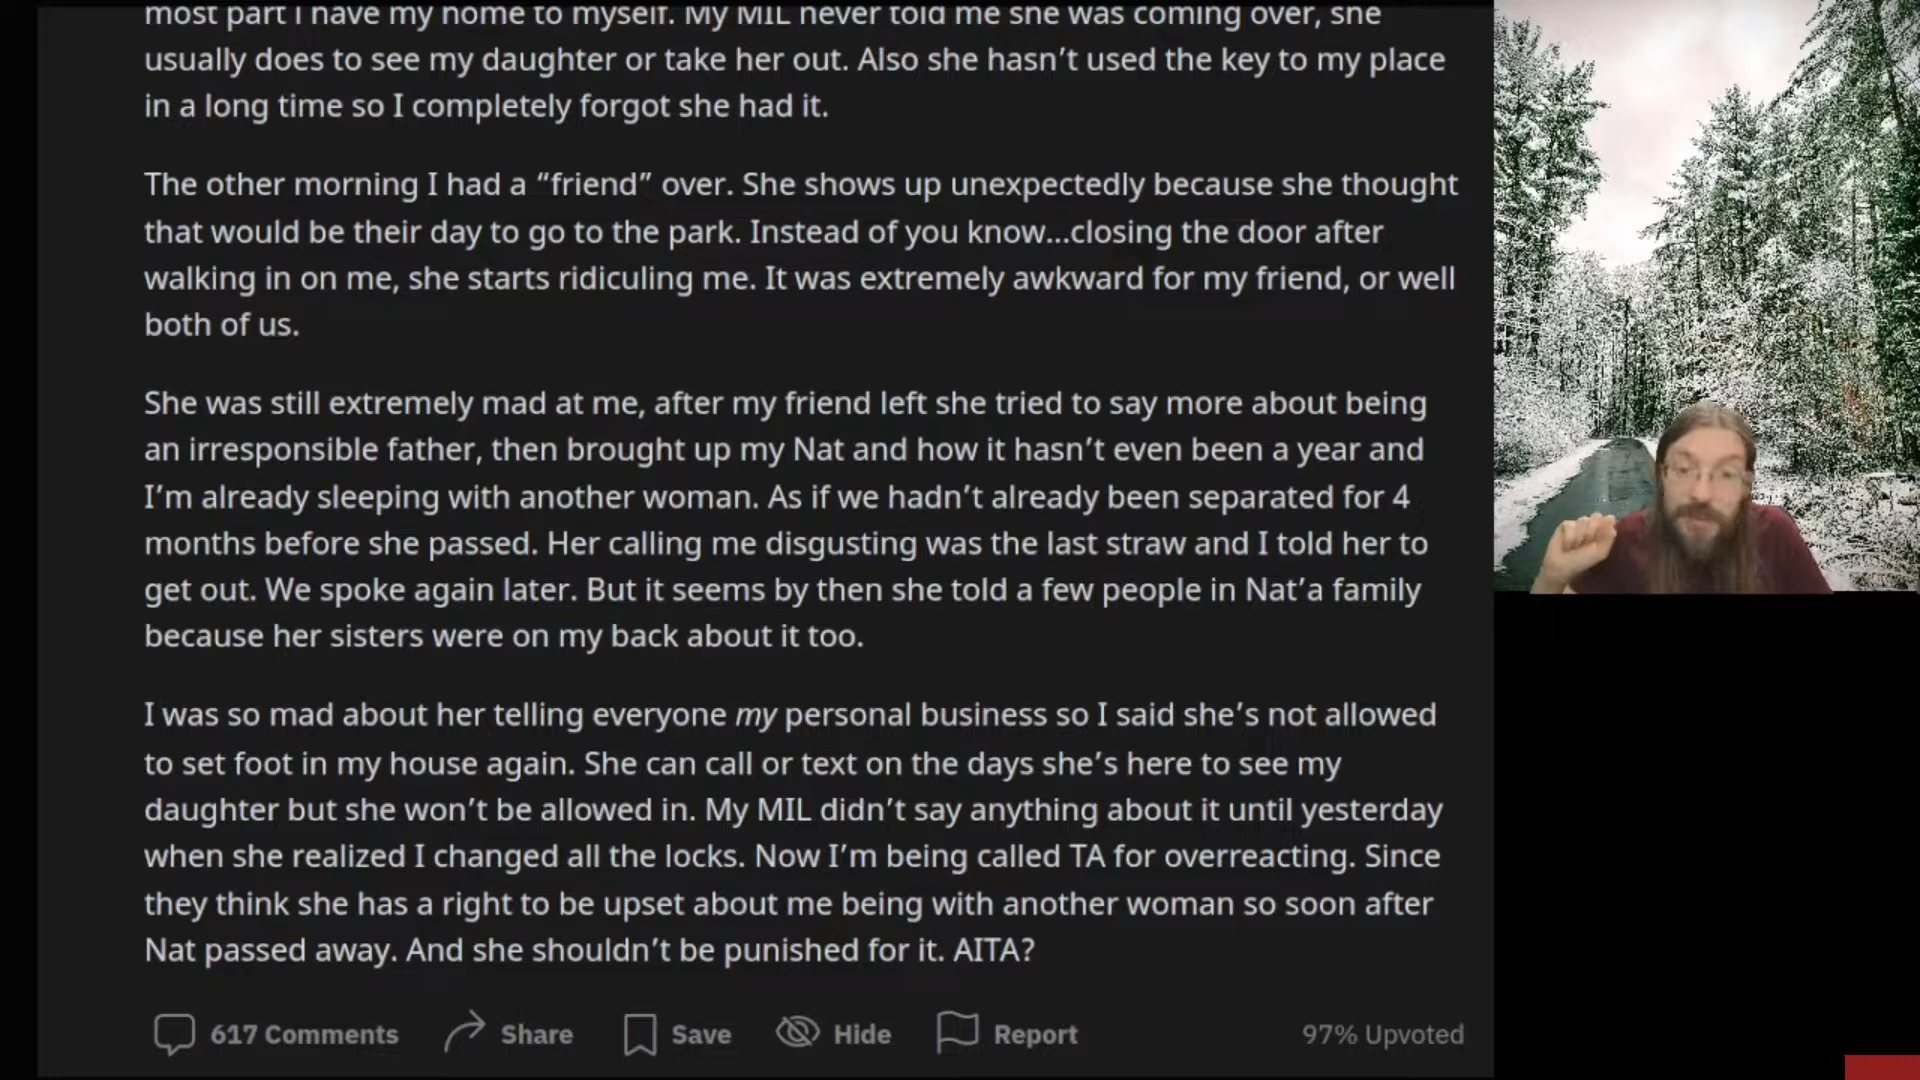 most part I have my home to myself. My MIL never told me she was coming over, she
usually does to see my daughter or take her out. Also she hasn’t used the key to my place
in a long time so I completely forgot she had it.
The other morning I had a “friend” over. She shows up unexpectedly because she thought
that would be their day to go to the park. Instead of you know...closing the door after
walking in on me, she starts ridiculing me. It was extremely awkward for my friend, or well
both of us.
She was still extremely mad at me, after my friend left she tried to say more about being
an irresponsible father, then brought up my Nat and how it hasn’t even been a year and
I’m already sleeping with another woman. As if we hadn’t already been separated for 4
months before she passed. Her calling me disgusting was the last straw and I told her to
get out. We spoke again later. But it seems by then she told a few people in Nat’a family
because her sisters were on my back about it too.
I was so mad about her telling everyone my personal business so I said she’s not allowed
to set foot in my house again. She can call or text on the days she’s here to see my
daughter but she won’t be allowed in. My MIL didn’t say anything about it until yesterday
when she realized I changed all the locks. Now I’m being called TA for overreacting. Since
they think she has a right to be upset about me being with another woman so soon after
Nat passed away. And she shouldn’t be punished for it. AITA?
617 Comments Share Save Hide Report 97% Upvoted